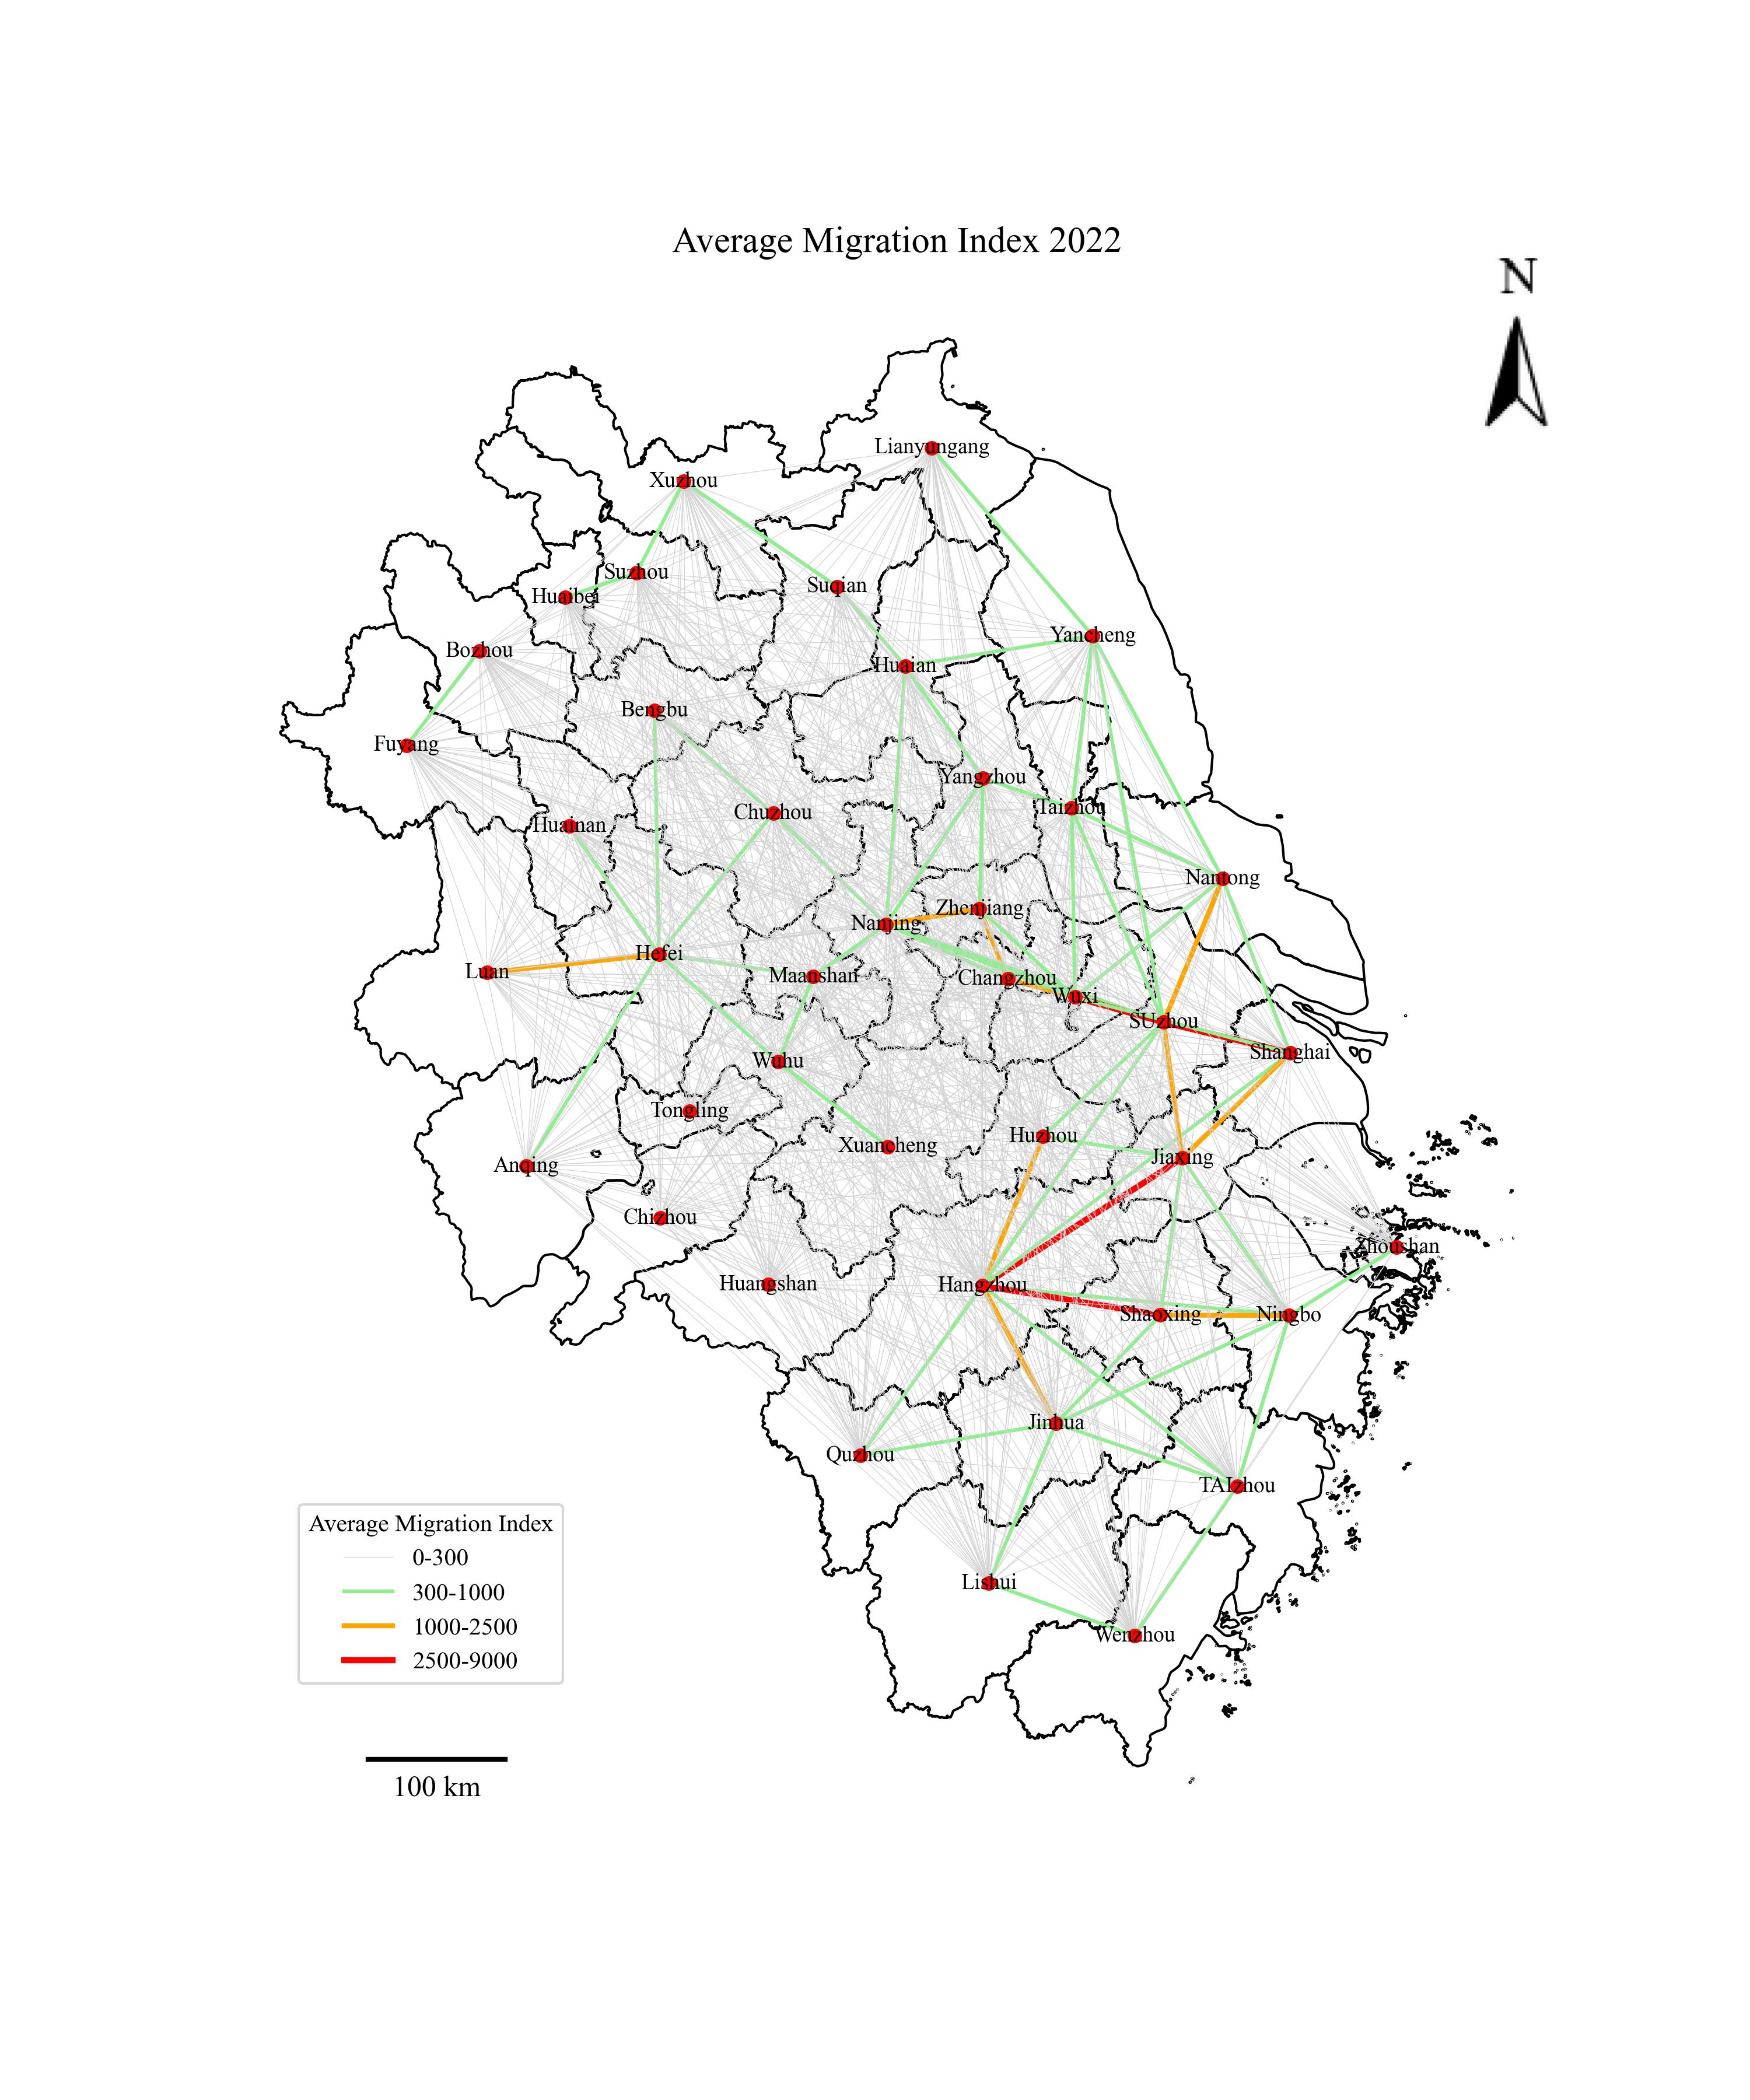 Average Migration Index 2022
N
Lianyungang
Xuzhou
Suzhou
Suqian
Huaibei
Yancheng
Bozhou
Huaian
Bengbu
Fuyang
Yangzhou
Taizhou
Chuzhou
Huainan
Nantong
Zhenjiang
Nanjing
Hefei
Luan
Maanshan
Changzhou
Wuxi
SUzhou
Shanghai
Wuhu
Tongling
Huzhou
Xuancheng
Jiaxing
Anqing
Chizhou
Zhoushan
Huangshan
Hangzhou
Shaoxing
Ningbo
Jinhua
Quzhou
TAIzhou
Lishui
Wenzhou
Average Migration Index
0-300
300-1000
1000-2500
2500-9000
100 km